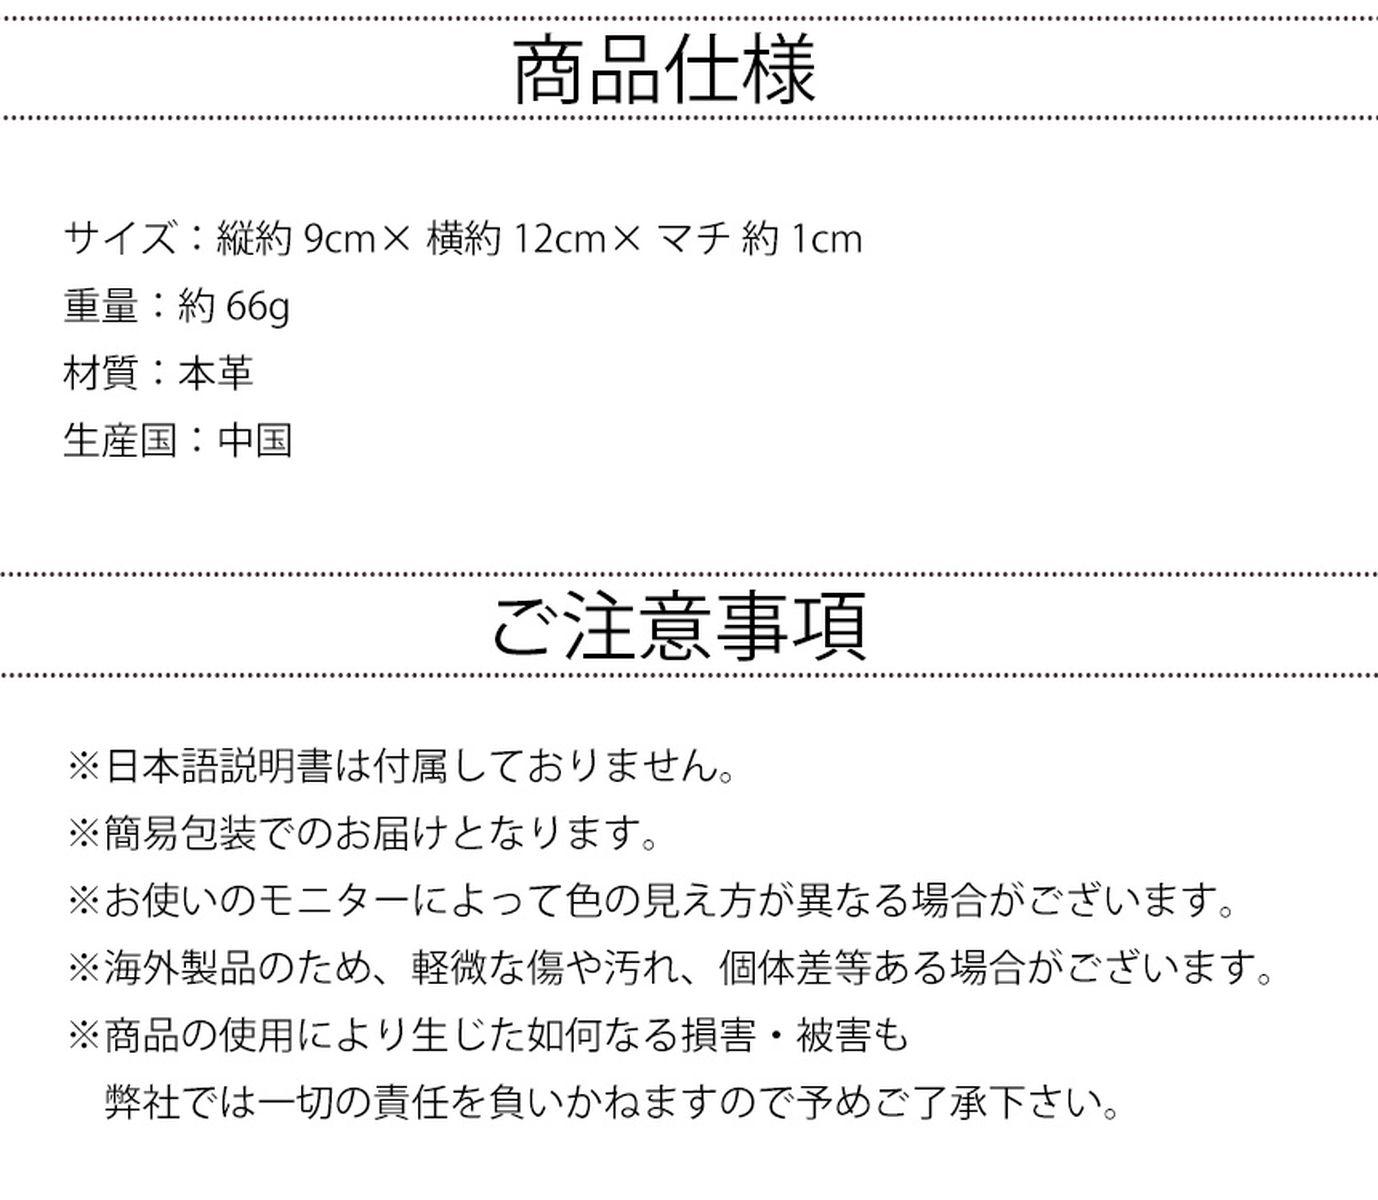 商品仕様
サイズ：縦約 9cm× 横約 12cm× マチ 約 1cm
重量：約 66g
材質：本革
生産国：中国
ご注意事項
※日本語説明書は付属しておりません。
※簡易包装でのお届けとなります。
※お使いのモニターによって色の見え方が異なる場合がございます。
※海外製品のため、軽微な傷や汚れ、個体差等ある場合がございます。
※商品の使用により生じた如何なる損害・被害も
弊社では一切の責任を負いかねますので予めご了承下さい。